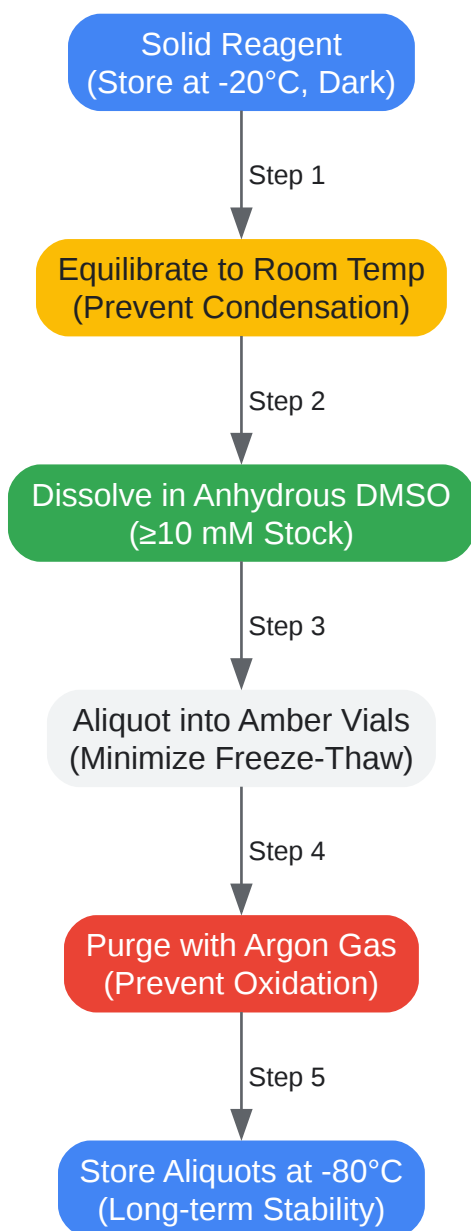 Solid Reagent
(Store at -20°C, Dark)
Step 1
Equilibrate to Room Temp
(Prevent Condensation)
Step 2
Dissolve in Anhydrous DMSO
(≥10 mM Stock)
Step 3
Aliquot into Amber Vials
(Minimize Freeze-Thaw)
Step 4
Purge with Argon Gas
(Prevent Oxidation)
Step 5
Store Aliquots at -80°C
(Long-term Stability)